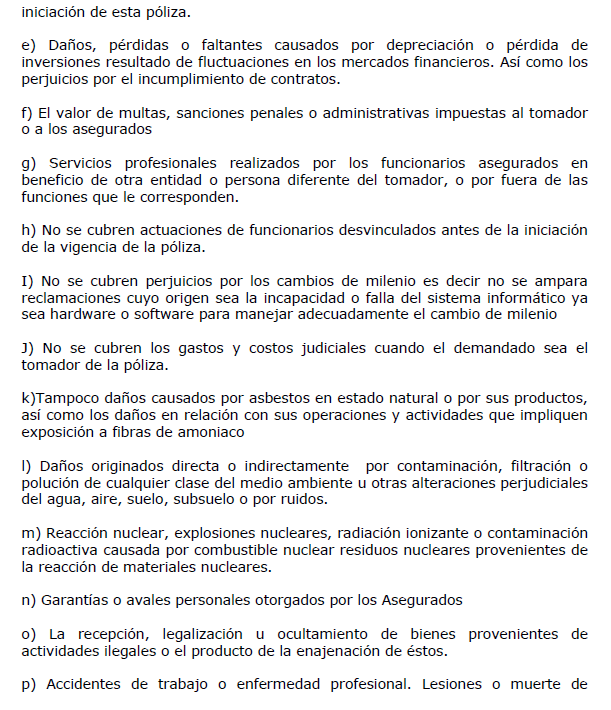 iniciación de esta póliza.
e) Daños, pérdidas o faltantes causados por depreciación o pérdida de
inversiones resultado de fluctuaciones en los mercados financieros. Así como los
perjuicios por el incumplimiento de contratos.
f) El valor de multas, sanciones penales o administrativas impuestas al tomador
o a los asegurados
g) Servicios profesionales realizados por los funcionarios asegurados en
beneficio de otra entidad o persona diferente del tomador, o por fuera de las
funciones que le corresponden.
h) No se cubren actuaciones de funcionarios desvinculados antes de la iniciación
de la vigencia de la póliza.
I) No se cubren perjuicios por los cambios de milenio es decir no se ampara
reclamaciones cuyo origen sea la incapacidad o falla del sistema informático ya
sea hardware o software para manejar adecuadamente el cambio de milenio
J) No se cubren los gastos y costos judiciales cuando el demandado sea el
tomador de la póliza.
k)Tampoco daños causados por asbestos en estado natural o por sus productos,
así como los daños en relación con sus operaciones y actividades que impliquen
exposición a fibras de amoniaco
l) Daños originados directa o indirectamente por contaminación, filtración o
polución de cualquier clase del medio ambiente u otras alteraciones perjudiciales
del agua, aire, suelo, subsuelo o por ruidos.
m) Reacción nuclear, explosiones nucleares, radiación ionizante o contaminación
radioactiva causada por combustible nuclear residuos nucleares provenientes de
la reacción de materiales nucleares.
n) Garantías o avales personales otorgados por los Asegurados
o) La recepción, legalización u ocultamiento de bienes provenientes de
actividades ilegales o el producto de la enajenación de éstos.
p) Accidentes de trabajo o enfermedad profesional. Lesiones o muerte de